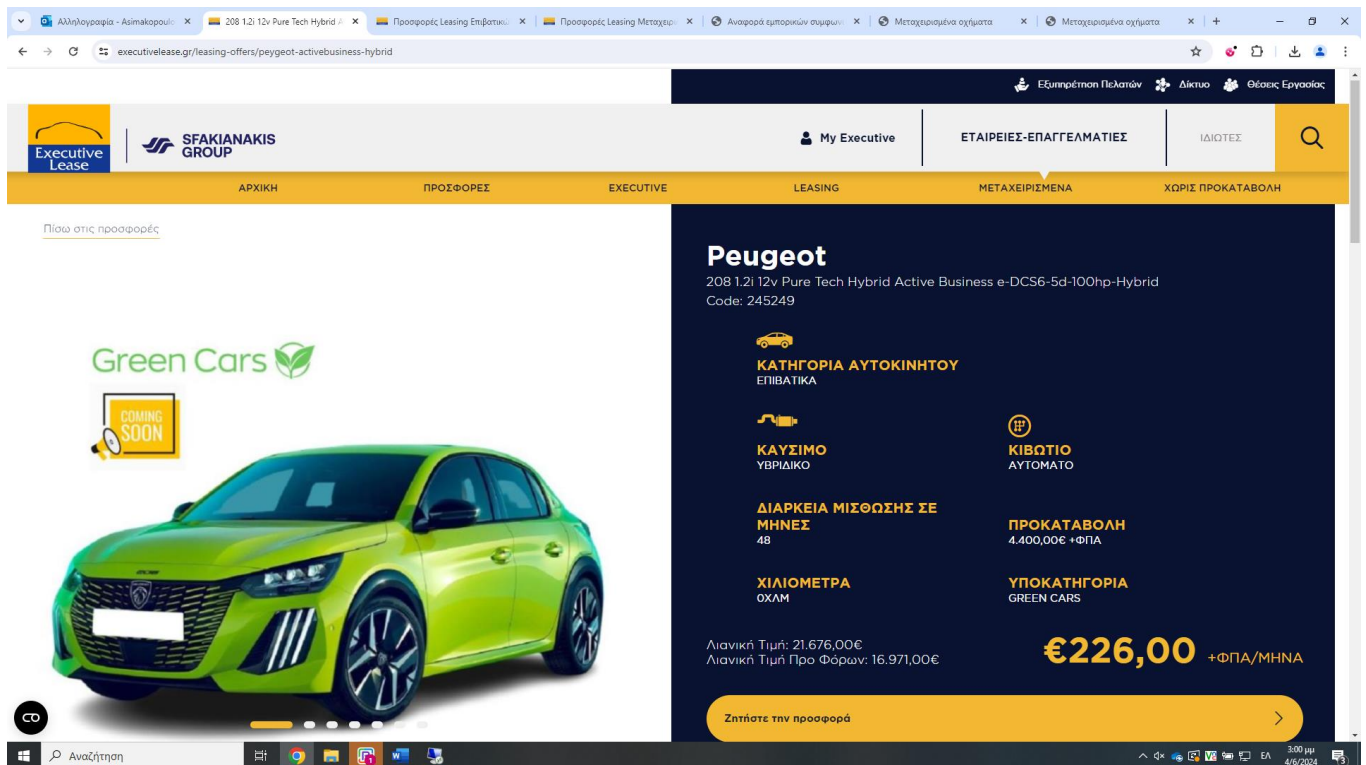 Αλληλογραφία - Asimakopoulo
208 1.2i 12v Pure Tech Hybrid A
Προσφορές Leasing Επιβατικώ
Προσφορές Leasing Μεταχειρι
Αναφορά εμπορικών συμφων
Μεταχειρισμένα οχήματα
Μεταχειρισμένα οχήματα
executivelease.gr/leasing-offers/peygeot-activebusiness-hybrid
Εξυπηρέτηση Πελατών
Δίκτυο
Θέσεις Εργασίας
Executive
Lease
SFAKIANAKIS
GROUP
My Executive
ΕΤΑΙΡΕΙΕΣ-ΕΠΑΓΓΕΛΜΑΤΙΕΣ
ΙΔΙΩΤΕΣ
ΑΡΧΙΚΗ
ΠΡΟΣΦΟΡΕΣ
EXECUTIVE
LEASING
ΜΕΤΑΧΕΙΡΙΣΜΕΝΑ
ΧΩΡΙΣ ΠΡΟΚΑΤΑΒΟΛΗ
Πίσω στις προσφορές
Green Cars
COMING
SOON
Peugeot
208 1.2i 12v Pure Tech Hybrid Active Business e-DCS6-5d-100hp-Hybrid
Code: 245249
ΚΑΤΗΓΟΡΙΑ ΑΥΤΟΚΙΝΗΤΟΥ
ΕΠΙΒΑΤΙΚΑ
ΚΑΥΣΙΜΟ
ΥΒΡΙΔΙΚΟ
ΚΙΒΩΤΙΟ
ΑΥΤΟΜΑΤΟ
ΔΙΑΡΚΕΙΑ ΜΙΣΘΩΣΗΣ ΣΕ
ΜΗΝΕΣ
48
ΠΡΟΚΑΤΑΒΟΛΗ
4.400,00€ +ΦΠΑ
ΧΙΛΙΟΜΕΤΡΑ
0ΧΛΜ
ΥΠΟΚΑΤΗΓΟΡΙΑ
GREEN CARS
Λιανική Τιμή: 21.676,00€
Λιανική Τιμή Προ Φόρων: 16.971,00€
€226,00 +ΦΠΑ/ΜΗΝΑ
Ζητήστε την προσφορά
Αναζήτηση
ΕΛ
3:00 μμ
4/6/2024